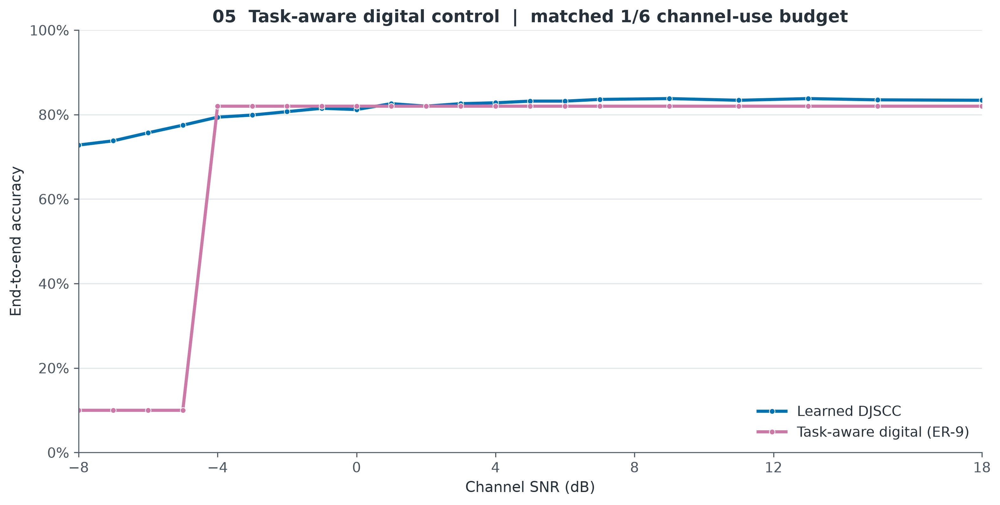 05 Task-aware digital control | matched 1/6 channel-use budget
100%
80%
60%
40%
20%
0%
End-to-end accuracy
−8
−4
0
4
8
12
18
Channel SNR (dB)
Learned DJSCC
Task-aware digital (ER-9)